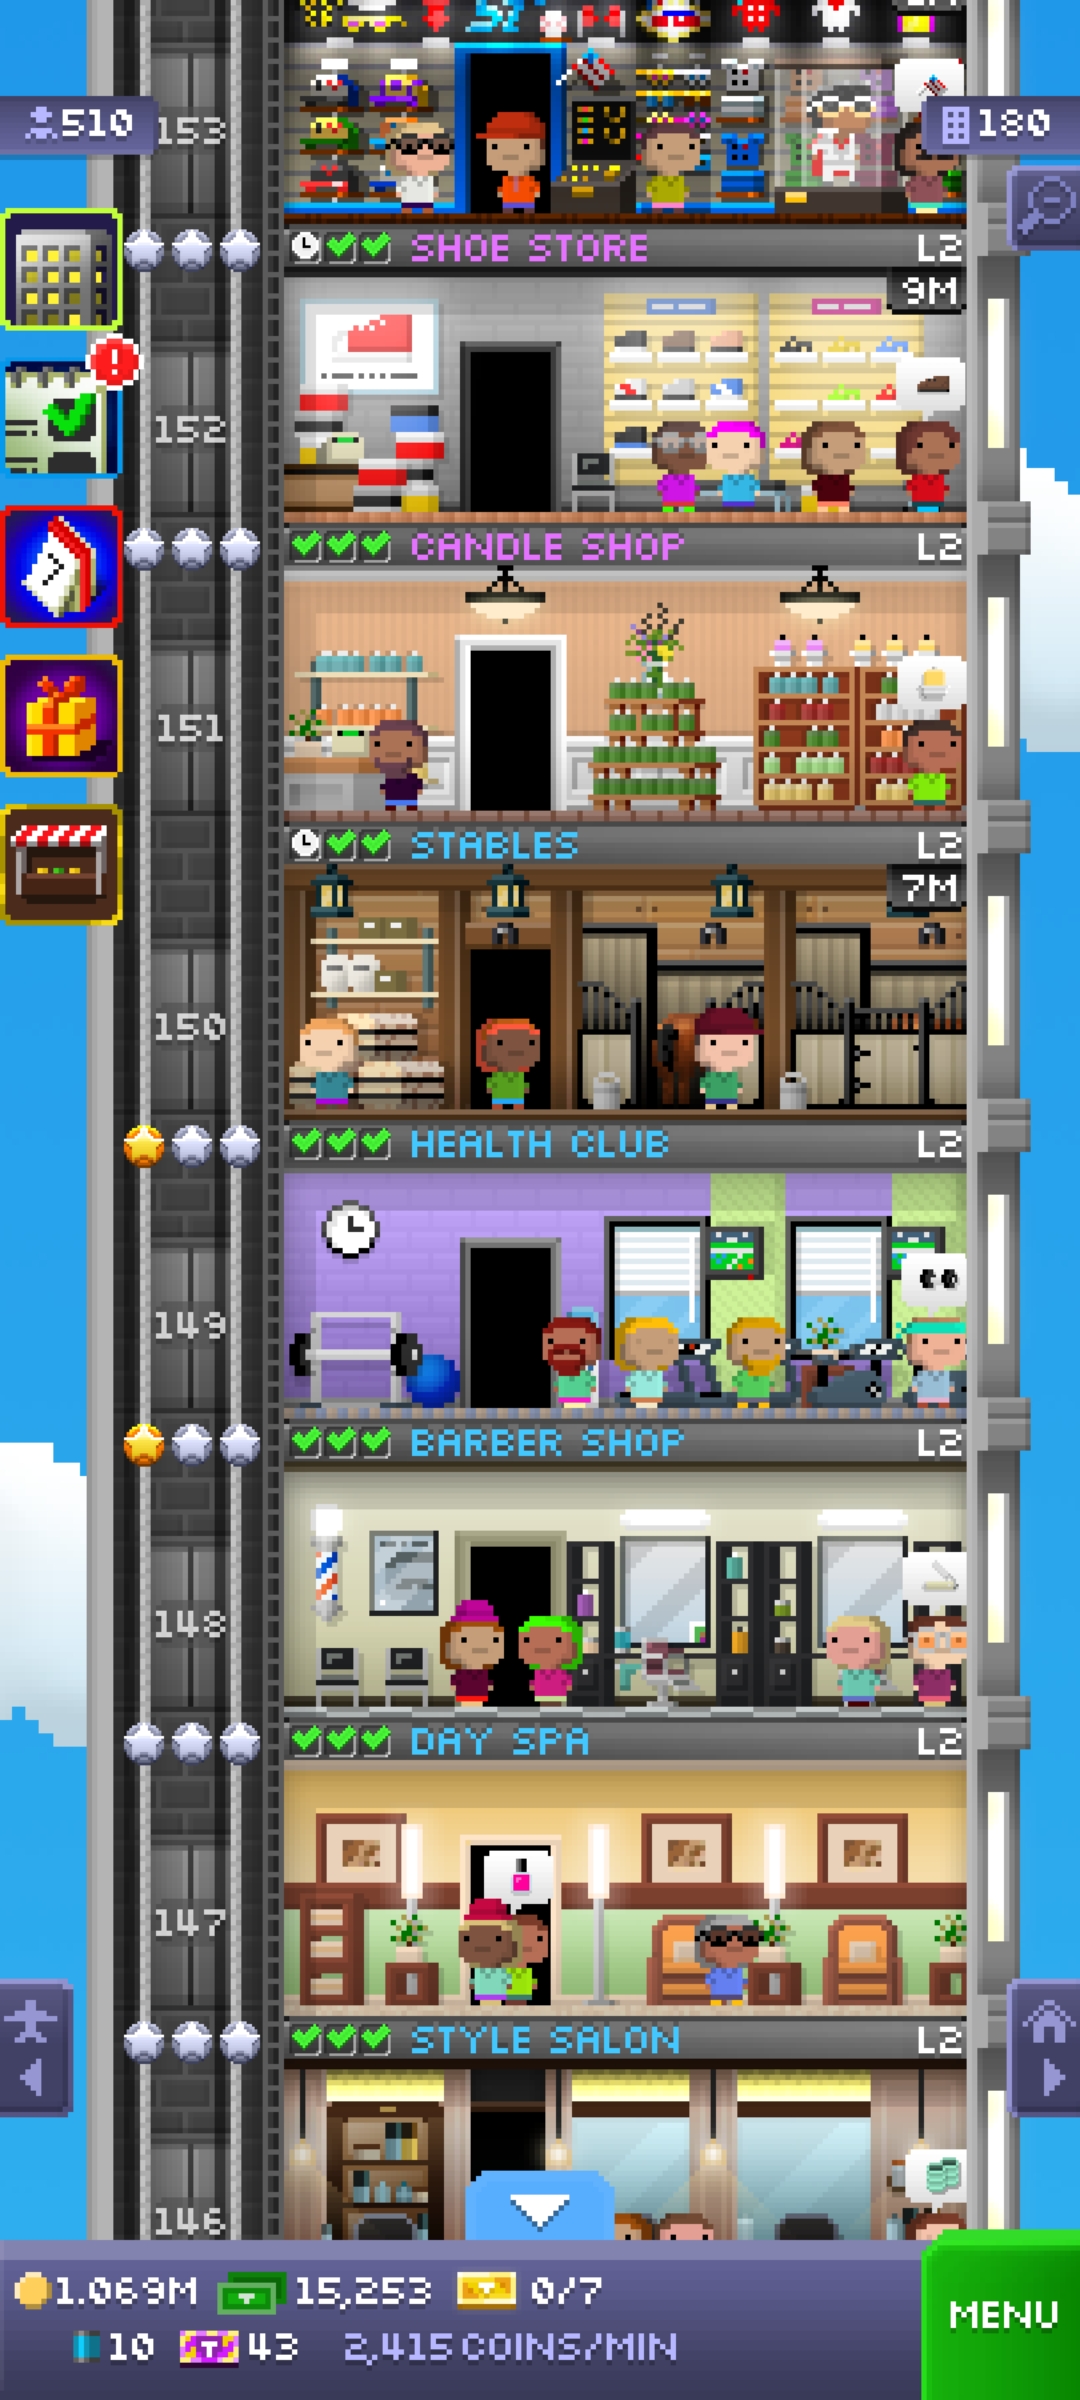 510
153
180
SHOE STORE L2
9M
152
CANDLE SHOP L2
151
STABLES L2
7M
150
HEALTH CLUB L2
149
BARBER SHOP L2
148
DAY SPA L2
147
STYLE SALON L2
146
1.069M 15,253 0/7
10 43 2,415 COINS/MIN
MENU